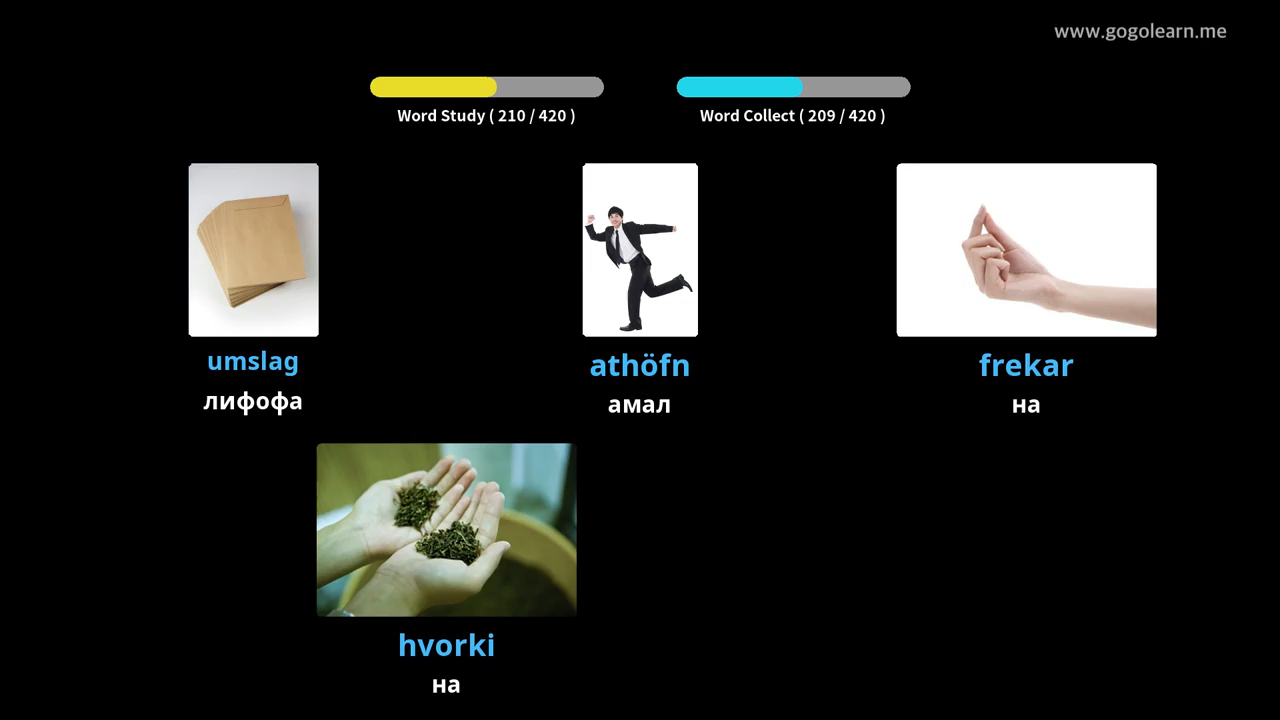 www.gogolearn.me
Word Study ( 210 / 420 )
Word Collect ( 209 / 420 )
umslag
лифофа
athöfn
амал
frekar
на
hvorki
на